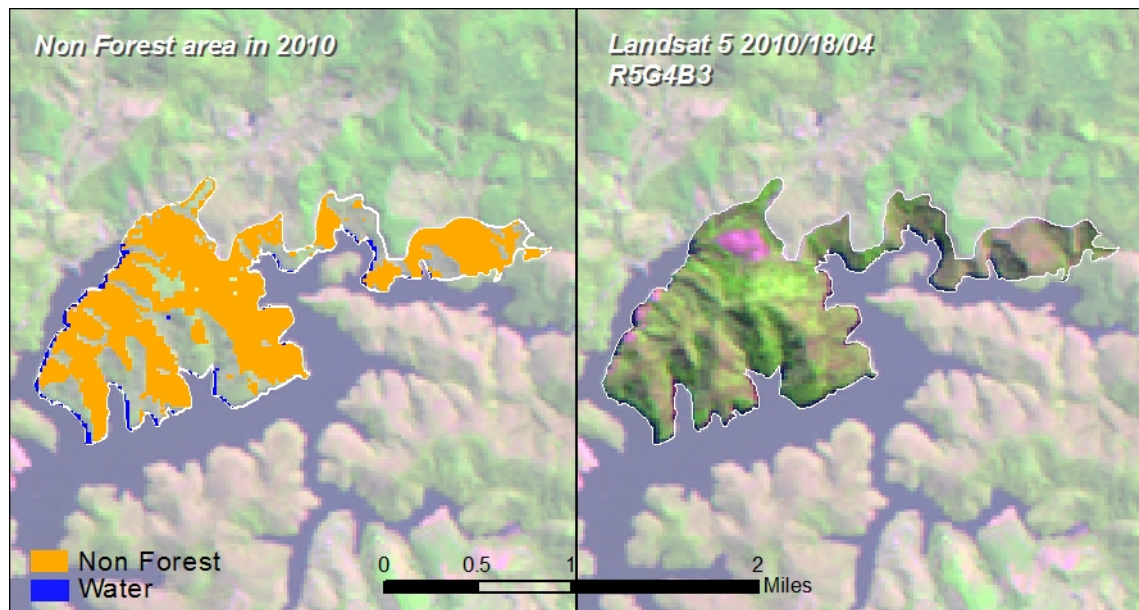 Non Forest area in 2010
Landsat 5 2010/18/04
R5G4B3
Non Forest
Water
0 0.5 1 2
Miles